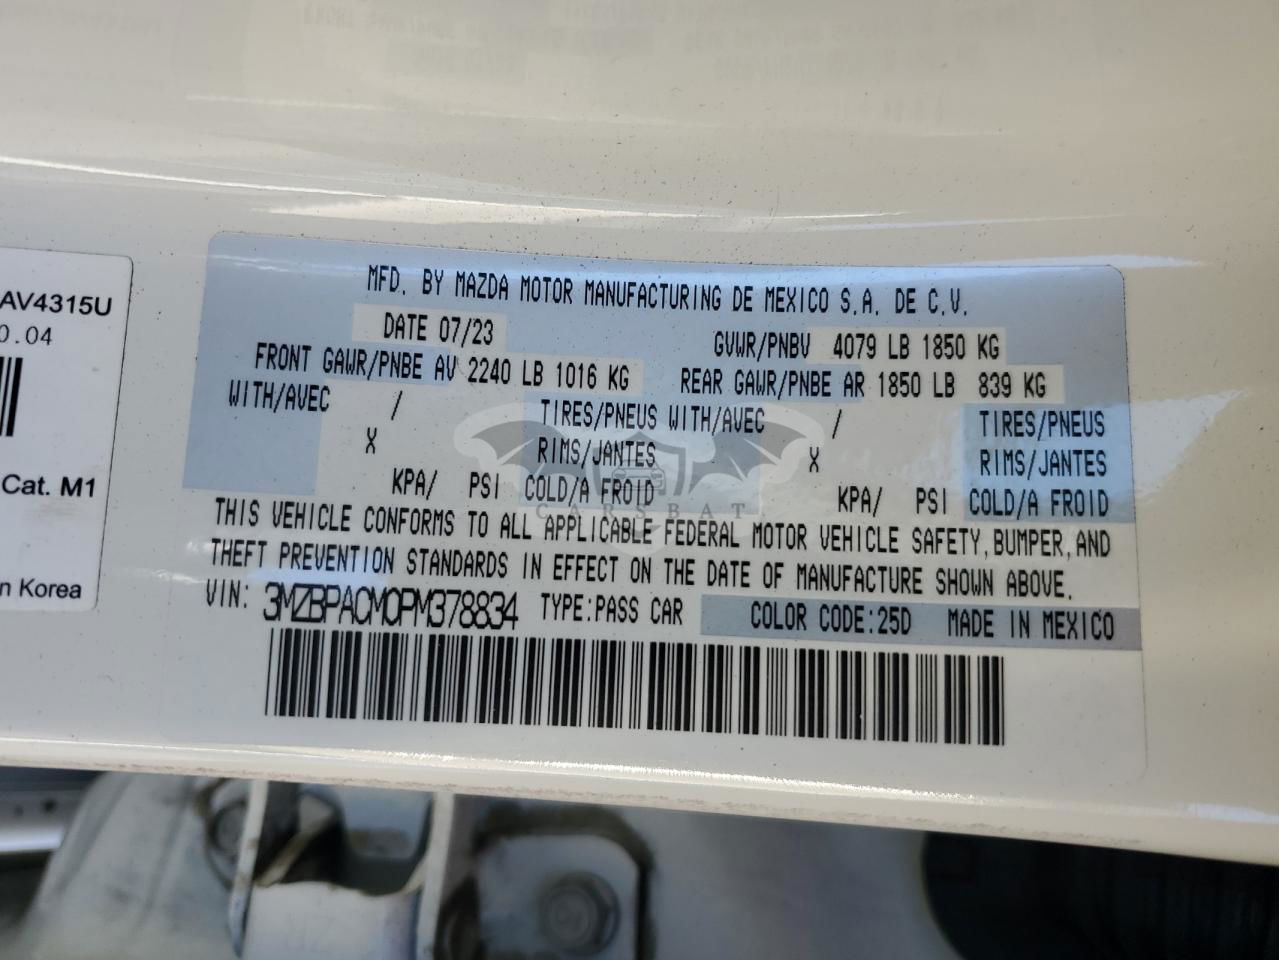 AV4315U
0.04
Cat. M1
n Korea
MFD. BY MAZDA MOTOR MANUFACTURING DE MEXICO S.A. DE C.V.
DATE 07/23 GVWR/PNBV 4079 LB 1850 KG
FRONT GAWR/PNBE AV 2240 LB 1016 KG REAR GAWR/PNBE AR 1850 LB 839 KG
WITH/AVEC / TIRES/PNEUS WITH/AVEC / TIRES/PNEUS
X RIMS/JANTES X RIMS/JANTES
KPA/ PSI COLD/A FROID KPA/ PSI COLD/A FROID
CARSBAT
THIS VEHICLE CONFORMS TO ALL APPLICABLE FEDERAL MOTOR VEHICLE SAFETY, BUMPER, AND
THEFT PREVENTION STANDARDS IN EFFECT ON THE DATE OF MANUFACTURE SHOWN ABOVE.
VIN: 3MZBPACM0PM378834 TYPE:PASS CAR COLOR CODE:25D MADE IN MEXICO